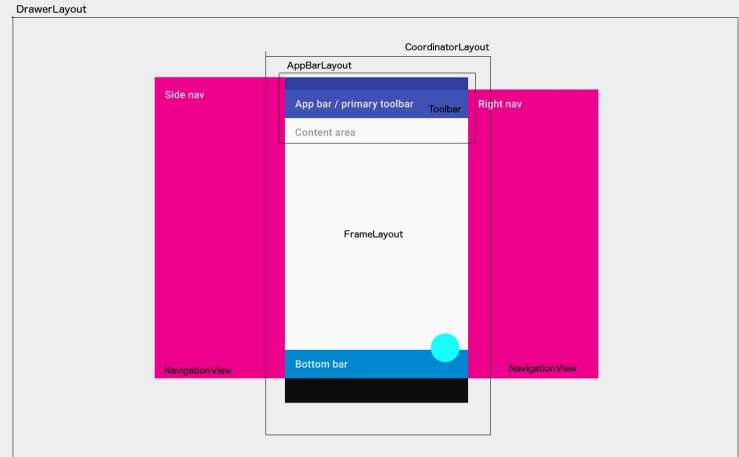 DrawerLayout
CoordinatorLayout
AppBarLayout
Side nav
App bar / primary toolbar
Toolbar
Right nav
Content area
FrameLayout
Bottom bar
NavigationView
NavigationView